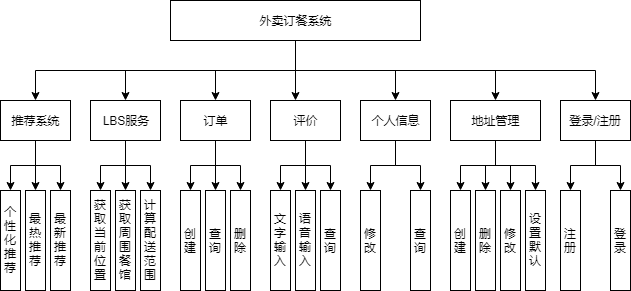 外卖订餐系统
推荐系统
LBS服务
订单
评价
个人信息
地址管理
登录/注册
个性化推荐
最热推荐
最新推荐
获取当前位置
获取周围餐馆
计算配送范围
创建
查询
删除
文字输入
语音输入
查询
修改
查询
创建
删除
修改
设置默认
注册
登录